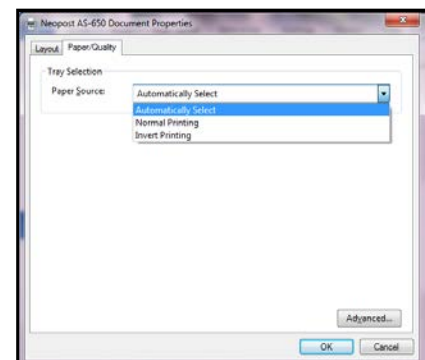 Neopost AS-650 Document Properties
Layout Paper/Quality
Tray Selection
Paper Source: Automatically Select
Automatically Select
Normal Printing
Invert Printing
Advanced...
OK Cancel